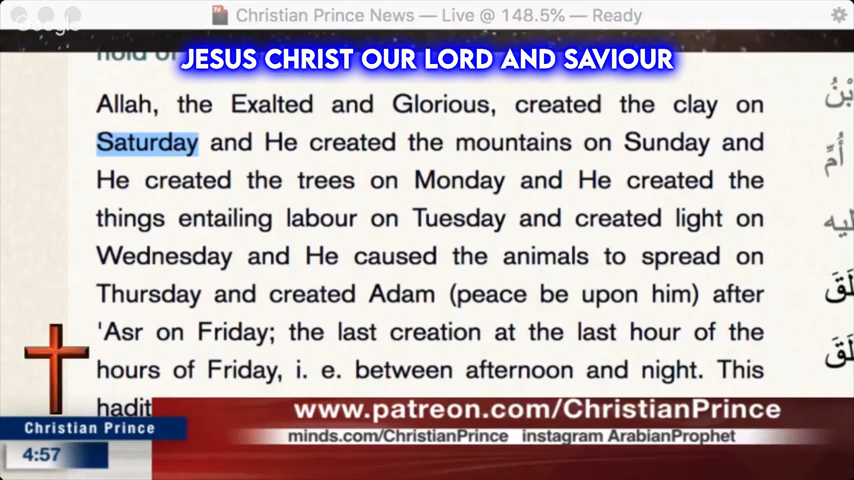 Christian Prince News — Live @ 148.5% — Ready
Google
hold of
JESUS CHRIST OUR LORD AND SAVIOUR
Allah, the Exalted and Glorious, created the clay on
Saturday and He created the mountains on Sunday and
He created the trees on Monday and He created the
things entailing labour on Tuesday and created light on
Wednesday and He caused the animals to spread on
Thursday and created Adam (peace be upon him) after
'Asr on Friday; the last creation at the last hour of the
hours of Friday, i. e. between afternoon and night. This
hadit
بْنُ
أُمِّ
ليه
لَقَ
لَقَ
www.patreon.com/ChristianPrince
Christian Prince
minds.com/ChristianPrince instagram ArabianProphet
4:57